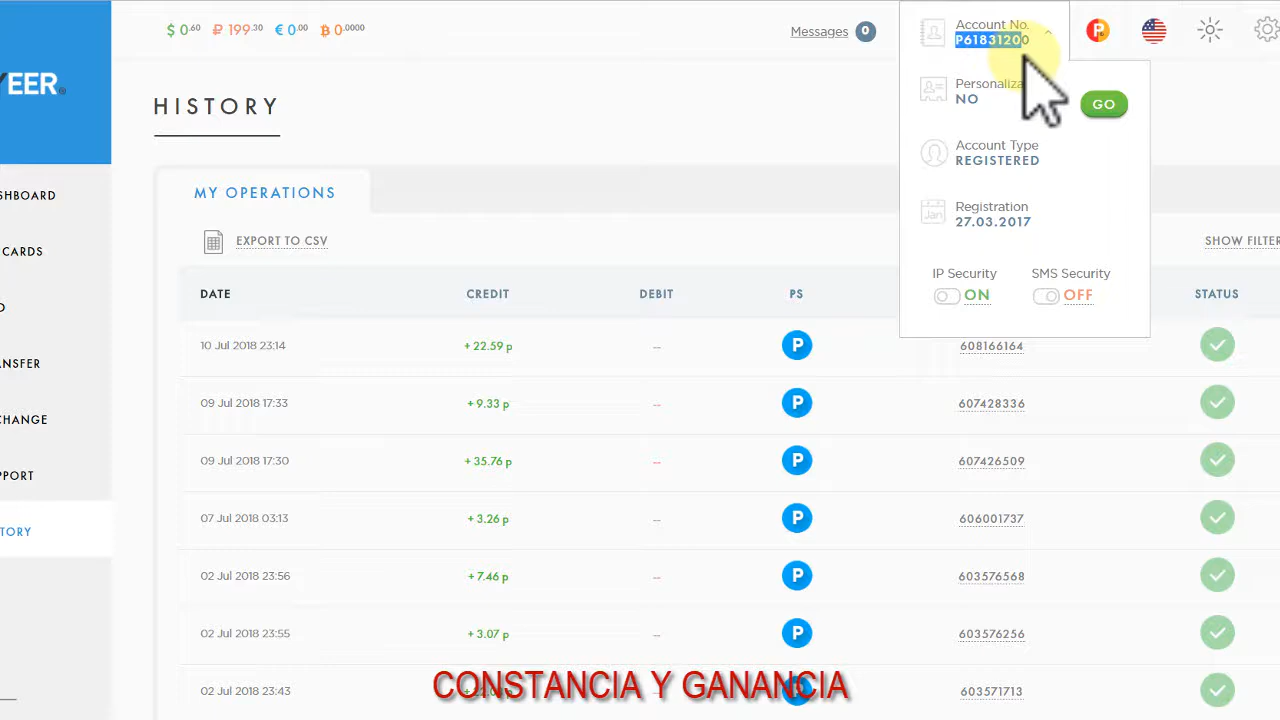 $ 0.60 ₽ 199.30 € 0.00 ฿ 0.0000
Messages 0
Account No.
P61831200
EER®
Personaliza
NO
GO
HISTORY
Account Type
REGISTERED
SHBOARD
MY OPERATIONS
Registration
27.03.2017
Jan
EXPORT TO CSV
SHOW FILTER
CARDS
IP Security SMS Security
ON OFF
DATE CREDIT DEBIT PS STATUS
10 Jul 2018 23:14 + 22.59 p -- P 608166164
NSFER
09 Jul 2018 17:33 + 9.33 p -- P 607428336
CHANGE
09 Jul 2018 17:30 + 35.76 p -- P 607426509
PPORT
07 Jul 2018 03:13 + 3.26 p -- P 606001737
TORY
02 Jul 2018 23:56 + 7.46 p -- P 603576568
02 Jul 2018 23:55 + 3.07 p -- P 603576256
02 Jul 2018 23:43 603571713
CONSTANCIA Y GANANCIA